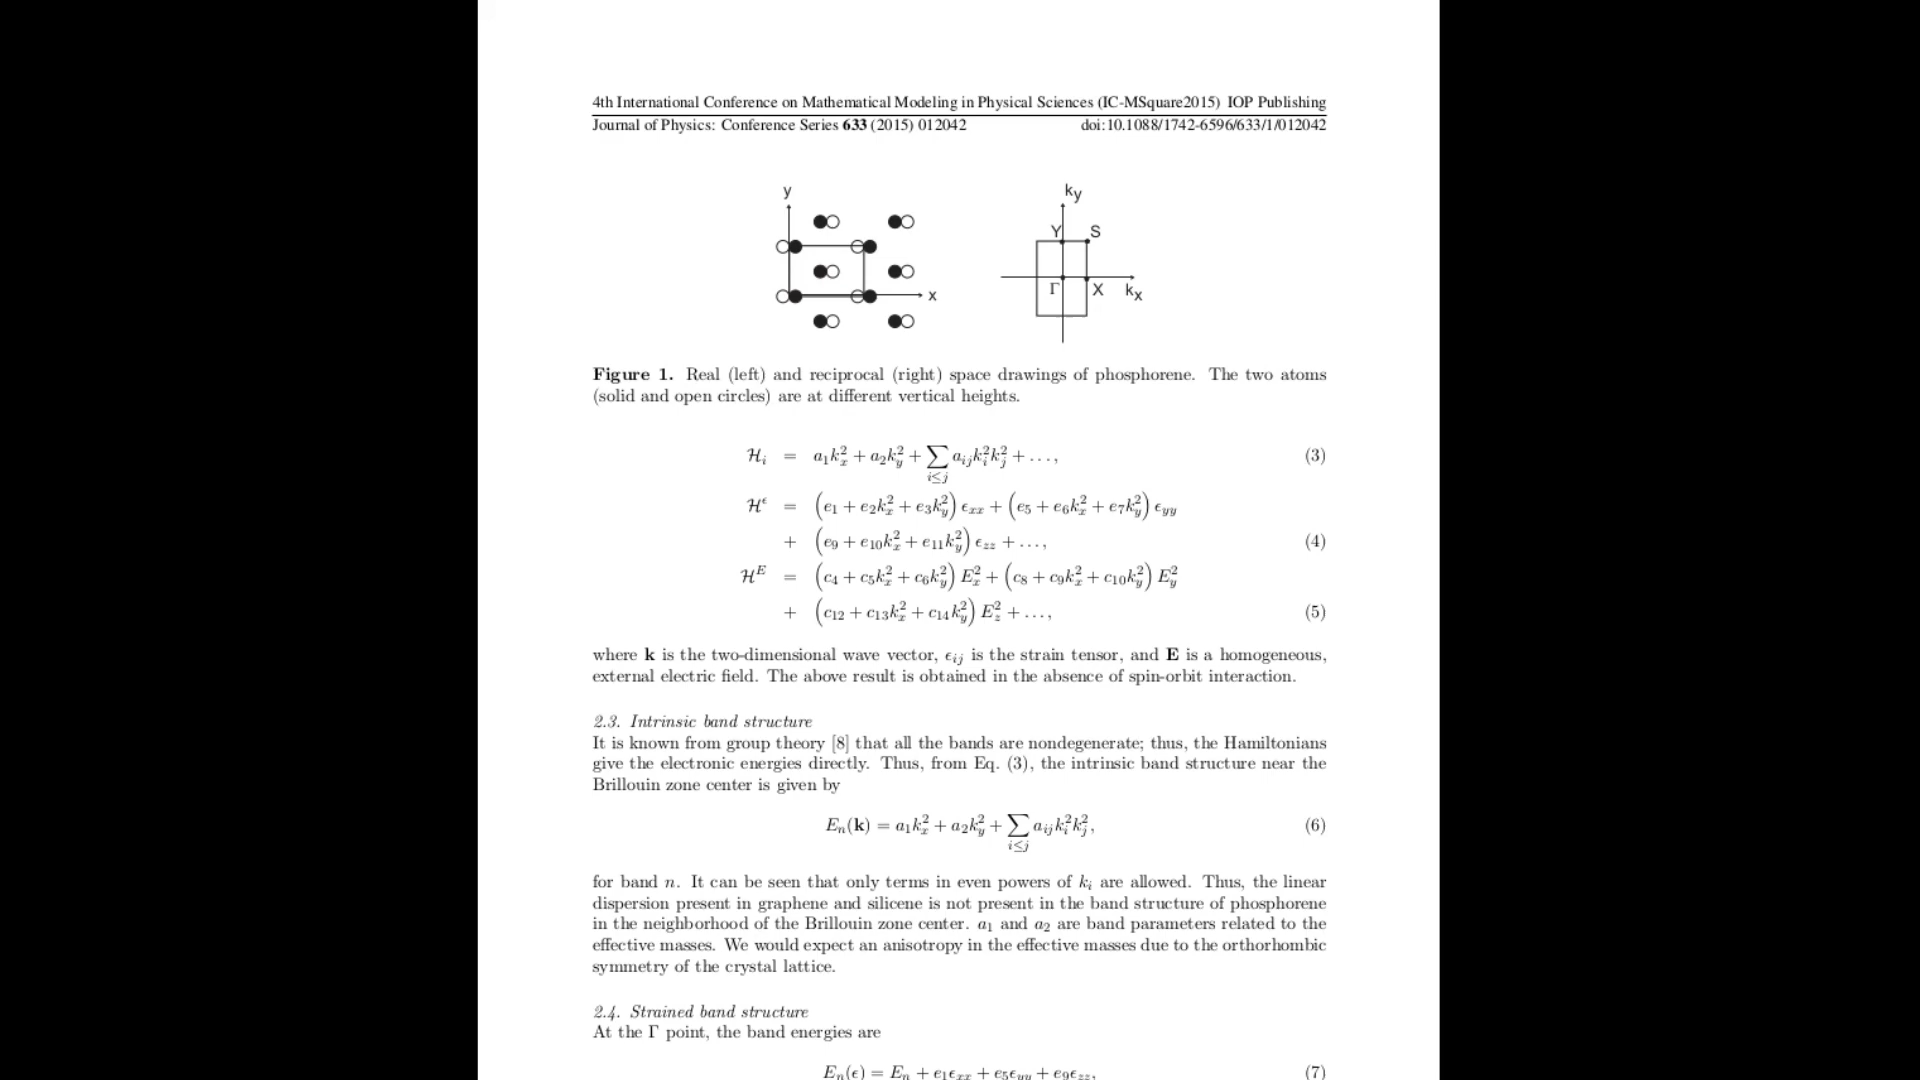 4th International Conference on Mathematical Modeling in Physical Sciences (IC-MSquare2015) IOP Publishing
Journal of Physics: Conference Series 633 (2015) 012042 doi:10.1088/1742-6596/633/1/012042
y
x
ky
Y S
Γ X kx
Figure 1. Real (left) and reciprocal (right) space drawings of phosphorene. The two atoms
(solid and open circles) are at different vertical heights.
ℋ_i = a_1k_x^2 + a_2k_y^2 + ∑_{i≤j} a_{ij}k_i^2k_j^2 + ..., (3)
ℋ^ϵ = (e_1 + e_2k_x^2 + e_3k_y^2) ϵ_{xx} + (e_5 + e_6k_x^2 + e_7k_y^2) ϵ_{yy}
+ (e_9 + e_{10}k_x^2 + e_{11}k_y^2) ϵ_{zz} + ..., (4)
ℋ^E = (c_4 + c_5k_x^2 + c_6k_y^2) E_x^2 + (c_8 + c_9k_x^2 + c_{10}k_y^2) E_y^2
+ (c_{12} + c_{13}k_x^2 + c_{14}k_y^2) E_z^2 + ..., (5)
where k is the two-dimensional wave vector, ϵ_{ij} is the strain tensor, and E is a homogeneous,
external electric field. The above result is obtained in the absence of spin-orbit interaction.
2.3. Intrinsic band structure
It is known from group theory [8] that all the bands are nondegenerate; thus, the Hamiltonians
give the electronic energies directly. Thus, from Eq. (3), the intrinsic band structure near the
Brillouin zone center is given by
E_n(k) = a_1k_x^2 + a_2k_y^2 + ∑_{i≤j} a_{ij}k_i^2k_j^2, (6)
for band n. It can be seen that only terms in even powers of k_i are allowed. Thus, the linear
dispersion present in graphene and silicene is not present in the band structure of phosphorene
in the neighborhood of the Brillouin zone center. a_1 and a_2 are band parameters related to the
effective masses. We would expect an anisotropy in the effective masses due to the orthorhombic
symmetry of the crystal lattice.
2.4. Strained band structure
At the Γ point, the band energies are
E_n(ϵ) = E_n + e_1ϵ_{xx} + e_5ϵ_{yy} + e_9ϵ_{zz}, (7)